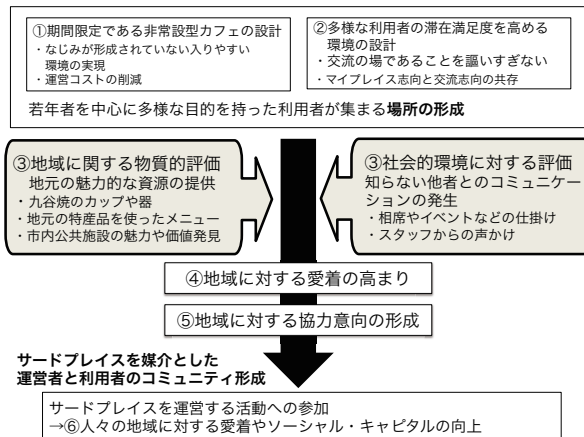 ①期間限定である非常設型カフェの設計
・なじみが形成されていない入りやすい
環境の実現
・運営コストの削減
②多様な利用者の滞在満足度を高める
環境の設計
・交流の場であることを謳いすぎない
・マイプレイス志向と交流志向の共存
若年者を中心に多様な目的を持った利用者が集まる場所の形成
③地域に関する物質的評価
地元の魅力的な資源の提供
・九谷焼のカップや器
・地元の特産品を使ったメニュー
・市内公共施設の魅力や価値発見
③社会的環境に対する評価
知らない他者とのコミュニケー
ションの発生
・相席やイベントなどの仕掛け
・スタッフからの声かけ
④地域に対する愛着の高まり
⑤地域に対する協力意向の形成
サードプレイスを媒介とした
運営者と利用者のコミュニティ形成
サードプレイスを運営する活動への参加
→⑥人々の地域に対する愛着やソーシャル・キャピタルの向上